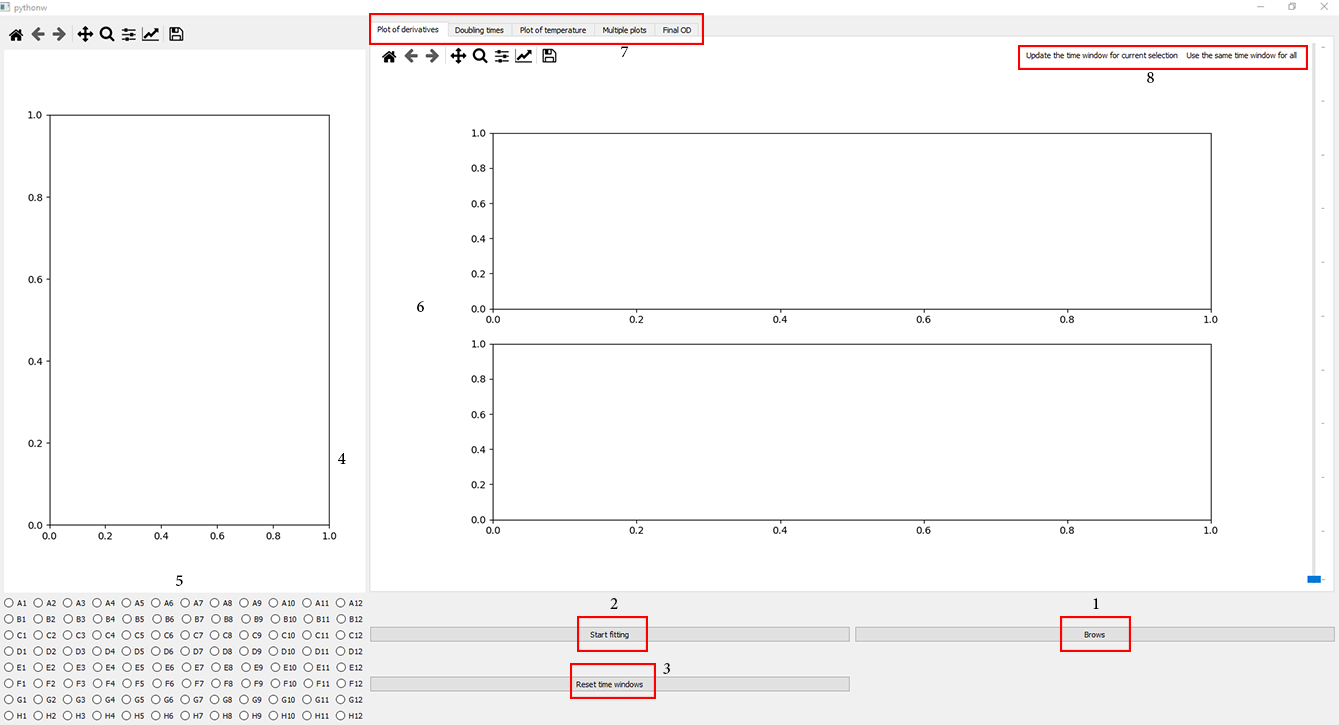 pythonw
Plot of derivatives Doubling times Plot of temperature Multiple plots Final OD
7
Update the time window for current selection Use the same time window for all
8
1.0
0.8
0.6
0.4
0.2
0.0
0.0 0.2 0.4 0.6 0.8 1.0
4
5
1.0
0.8
0.6
0.4
0.2
0.0
0.0 0.2 0.4 0.6 0.8 1.0
6
1.0
0.8
0.6
0.4
0.2
0.0
0.0 0.2 0.4 0.6 0.8 1.0
A1 A2 A3 A4 A5 A6 A7 A8 A9 A10 A11 A12
B1 B2 B3 B4 B5 B6 B7 B8 B9 B10 B11 B12
C1 C2 C3 C4 C5 C6 C7 C8 C9 C10 C11 C12
D1 D2 D3 D4 D5 D6 D7 D8 D9 D10 D11 D12
E1 E2 E3 E4 E5 E6 E7 E8 E9 E10 E11 E12
F1 F2 F3 F4 F5 F6 F7 F8 F9 F10 F11 F12
G1 G2 G3 G4 G5 G6 G7 G8 G9 G10 G11 G12
H1 H2 H3 H4 H5 H6 H7 H8 H9 H10 H11 H12
2
Start fitting
1
Brows
3
Reset time windows